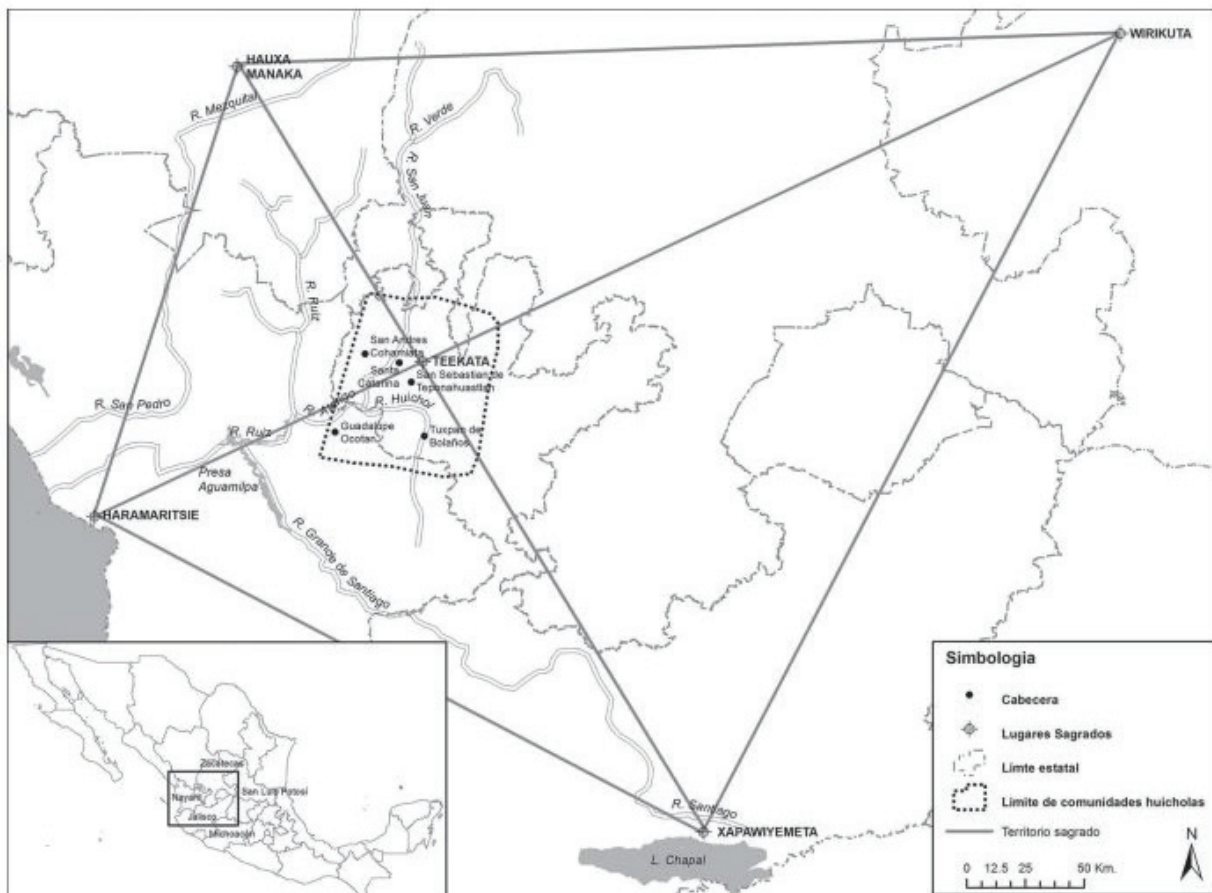 HAUXA
MANAKA
WIRIKUTA
R. Mezquital
R. Verde
R. San Juan
R. Ruiz
San Andres
Cohamiata
TEEKATA
Santa
Catarina
San Sebastian de
Teponahuastlan
R. Huichol
R. San Pedro
R. Ruiz
Guadalupe
Ocotan
Tuxpan de
Bolaños
Presa
Aguamilpa
HARAMARITSIE
R. Grande de Santiago
R. Santiago
XAPAWIYEMETA
L. Chapal
Zacatecas
Nayarit
San Luis Potosi
Jalisco
Michoacán
Simbologia
Cabecera
Lugares Sagrados
Límte estatal
Limite de comunidades huicholas
Territorio sagrado
N
0 12.5 25 50 Km.